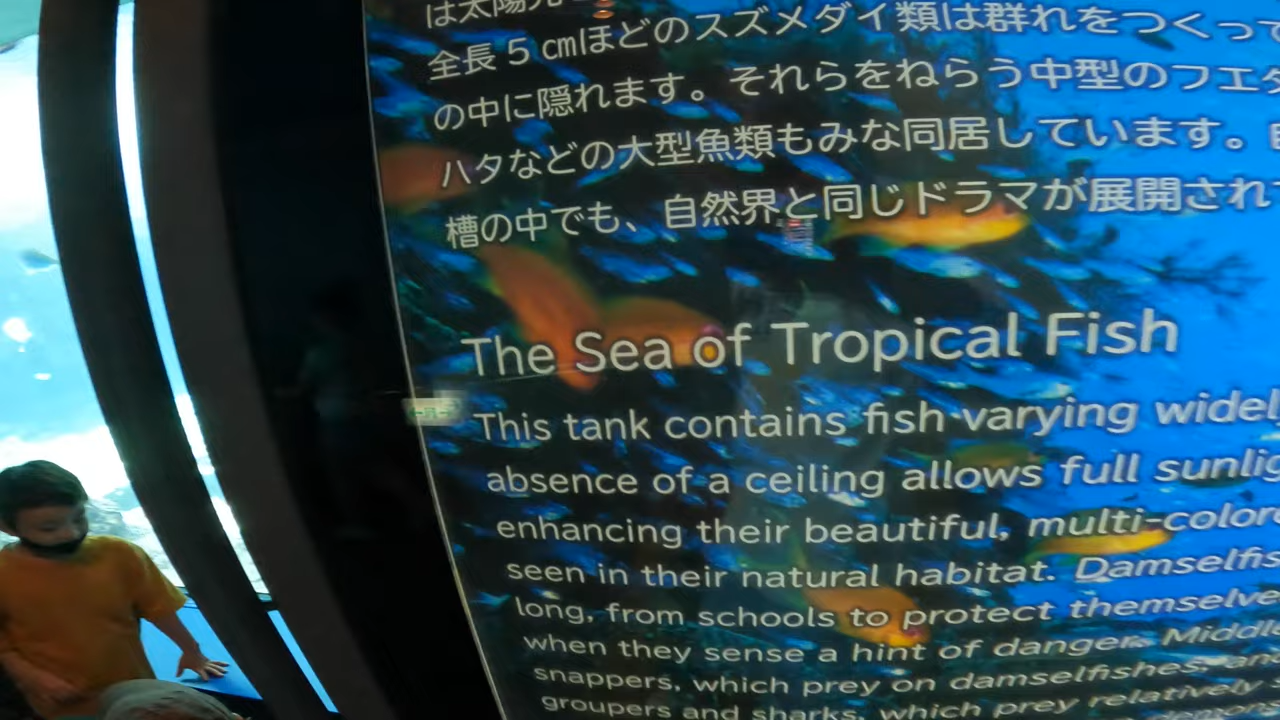 は太陽光
全長5cmほどのスズメダイ類は群れをつくって
の中に隠れます。それらをねらう中型のフエダ
ハタなどの大型魚類もみな同居しています。
槽の中でも、自然界と同じドラマが展開され
The Sea of Tropical Fish
This tank contains fish varying widel
absence of a ceiling allows full sunlig
enhancing their beautiful, multi-colore
seen in their natural habitat. Damselfis
long, from schools to protect themselve
when they sense a hint of danger. Middl
snappers, which prey on damselfishes, an
groupers and sharks, which prey relatively